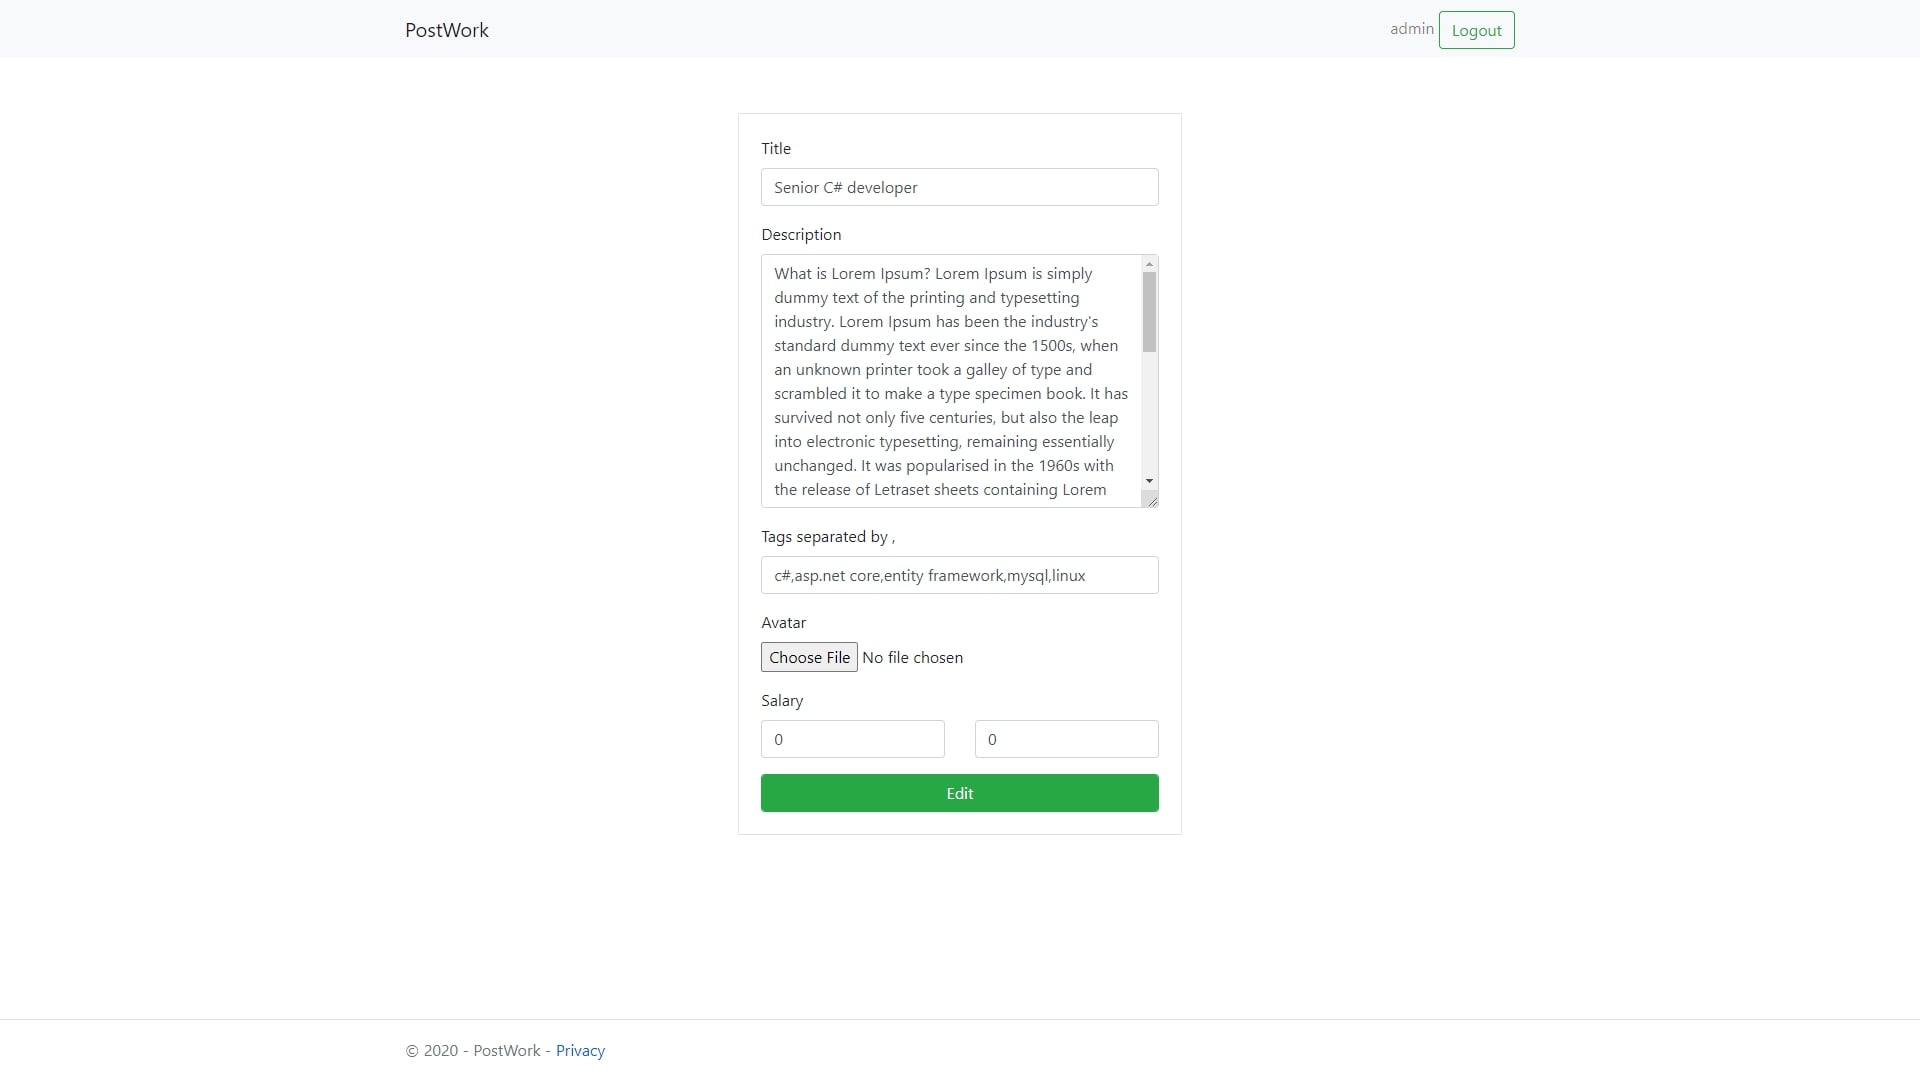 PostWork
admin Logout
Title
Senior C# developer
Description
What is Lorem Ipsum? Lorem Ipsum is simply
dummy text of the printing and typesetting
industry. Lorem Ipsum has been the industry's
standard dummy text ever since the 1500s, when
an unknown printer took a galley of type and
scrambled it to make a type specimen book. It has
survived not only five centuries, but also the leap
into electronic typesetting, remaining essentially
unchanged. It was popularised in the 1960s with
the release of Letraset sheets containing Lorem
Tags separated by ,
c#,asp.net core,entity framework,mysql,linux
Avatar
Choose File No file chosen
Salary
0 0
Edit
© 2020 - PostWork - Privacy